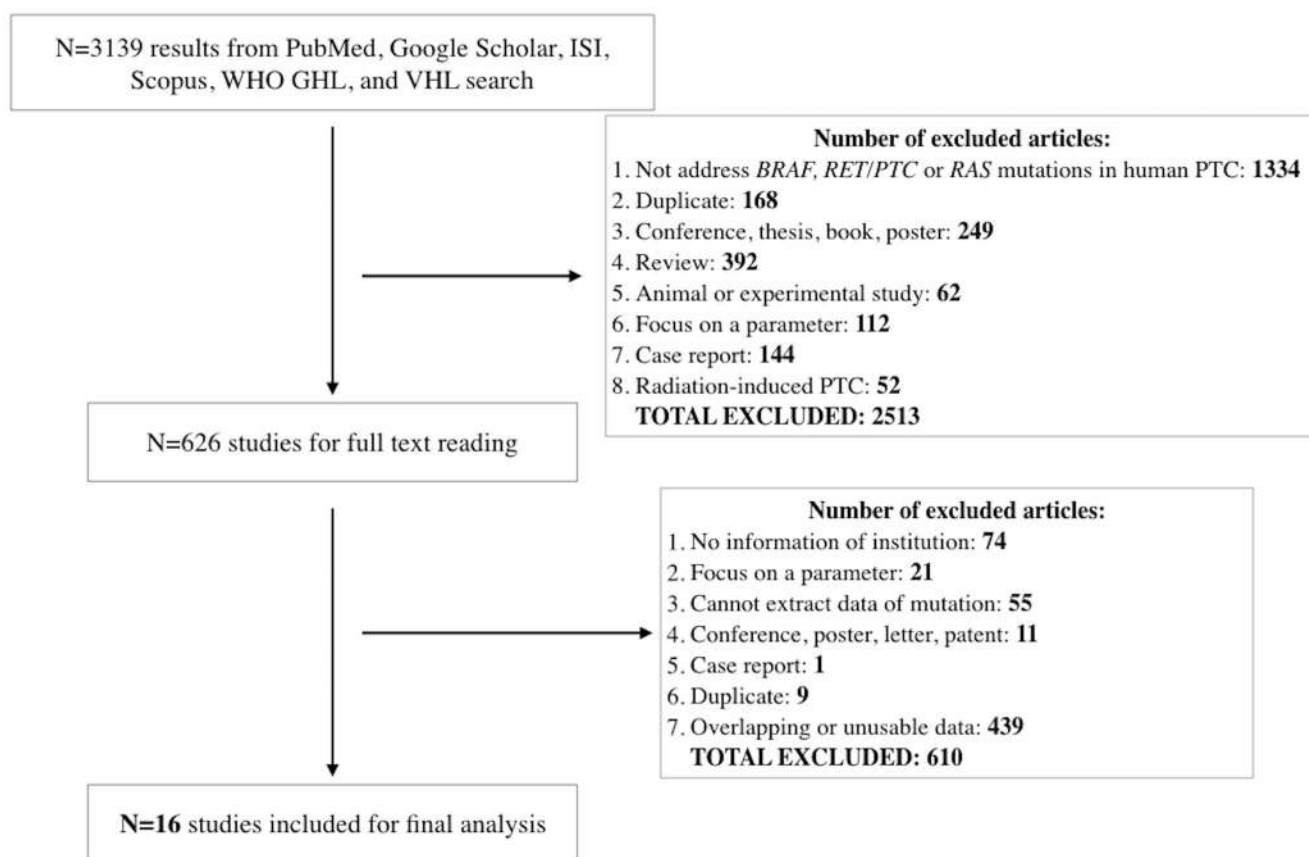 N=3139 results from PubMed, Google Scholar, ISI,
Scopus, WHO GHL, and VHL search
Number of excluded articles:
1. Not address BRAF, RET/PTC or RAS mutations in human PTC: 1334
2. Duplicate: 168
3. Conference, thesis, book, poster: 249
4. Review: 392
5. Animal or experimental study: 62
6. Focus on a parameter: 112
7. Case report: 144
8. Radiation-induced PTC: 52
TOTAL EXCLUDED: 2513
N=626 studies for full text reading
Number of excluded articles:
1. No information of institution: 74
2. Focus on a parameter: 21
3. Cannot extract data of mutation: 55
4. Conference, poster, letter, patent: 11
5. Case report: 1
6. Duplicate: 9
7. Overlapping or unusable data: 439
TOTAL EXCLUDED: 610
N=16 studies included for final analysis